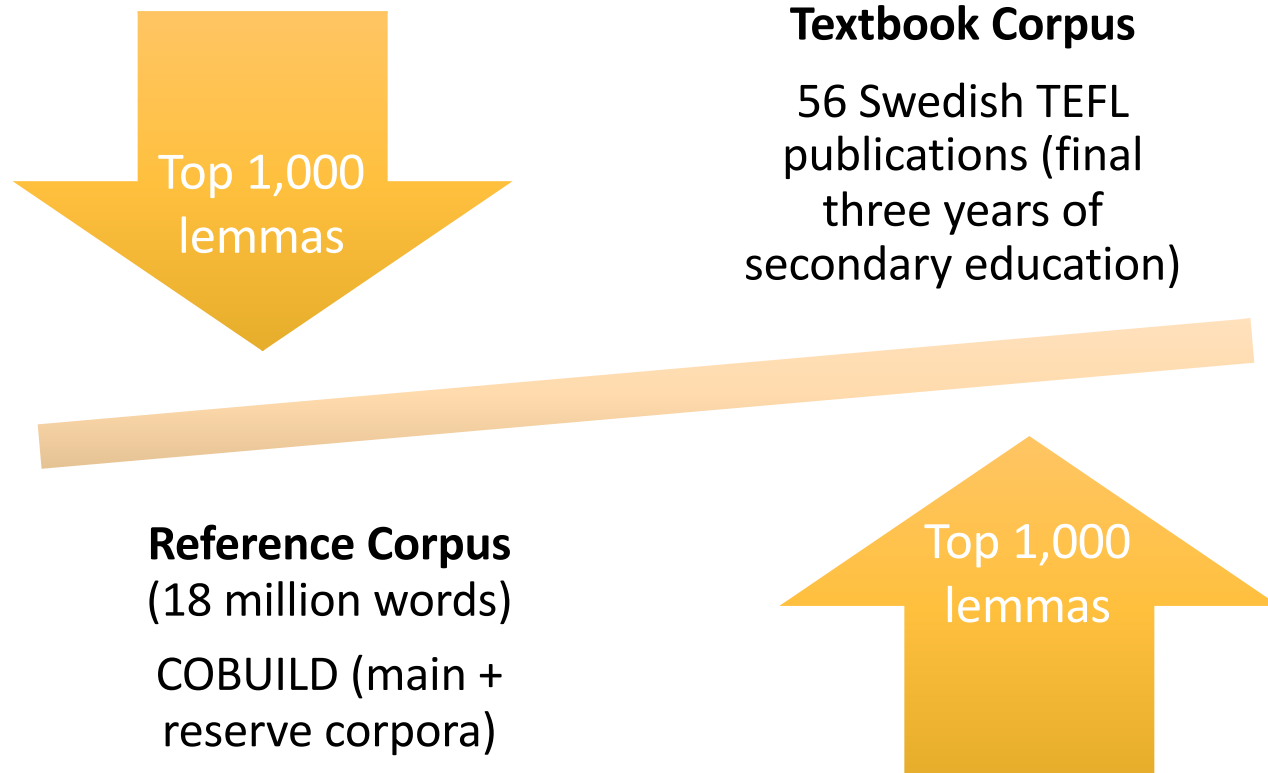 Top 1,000
lemmas
Textbook Corpus
56 Swedish TEFL
publications (final
three years of
secondary education)
Reference Corpus
(18 million words)
COBUILD (main +
reserve corpora)
Top 1,000
lemmas